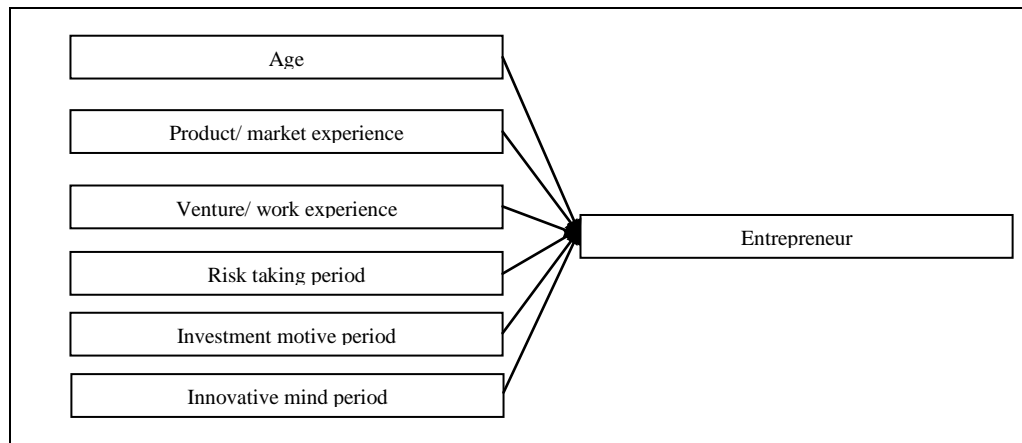 Age
Product/ market experience
Venture/ work experience
Entrepreneur
Risk taking period
Investment motive period
Innovative mind period